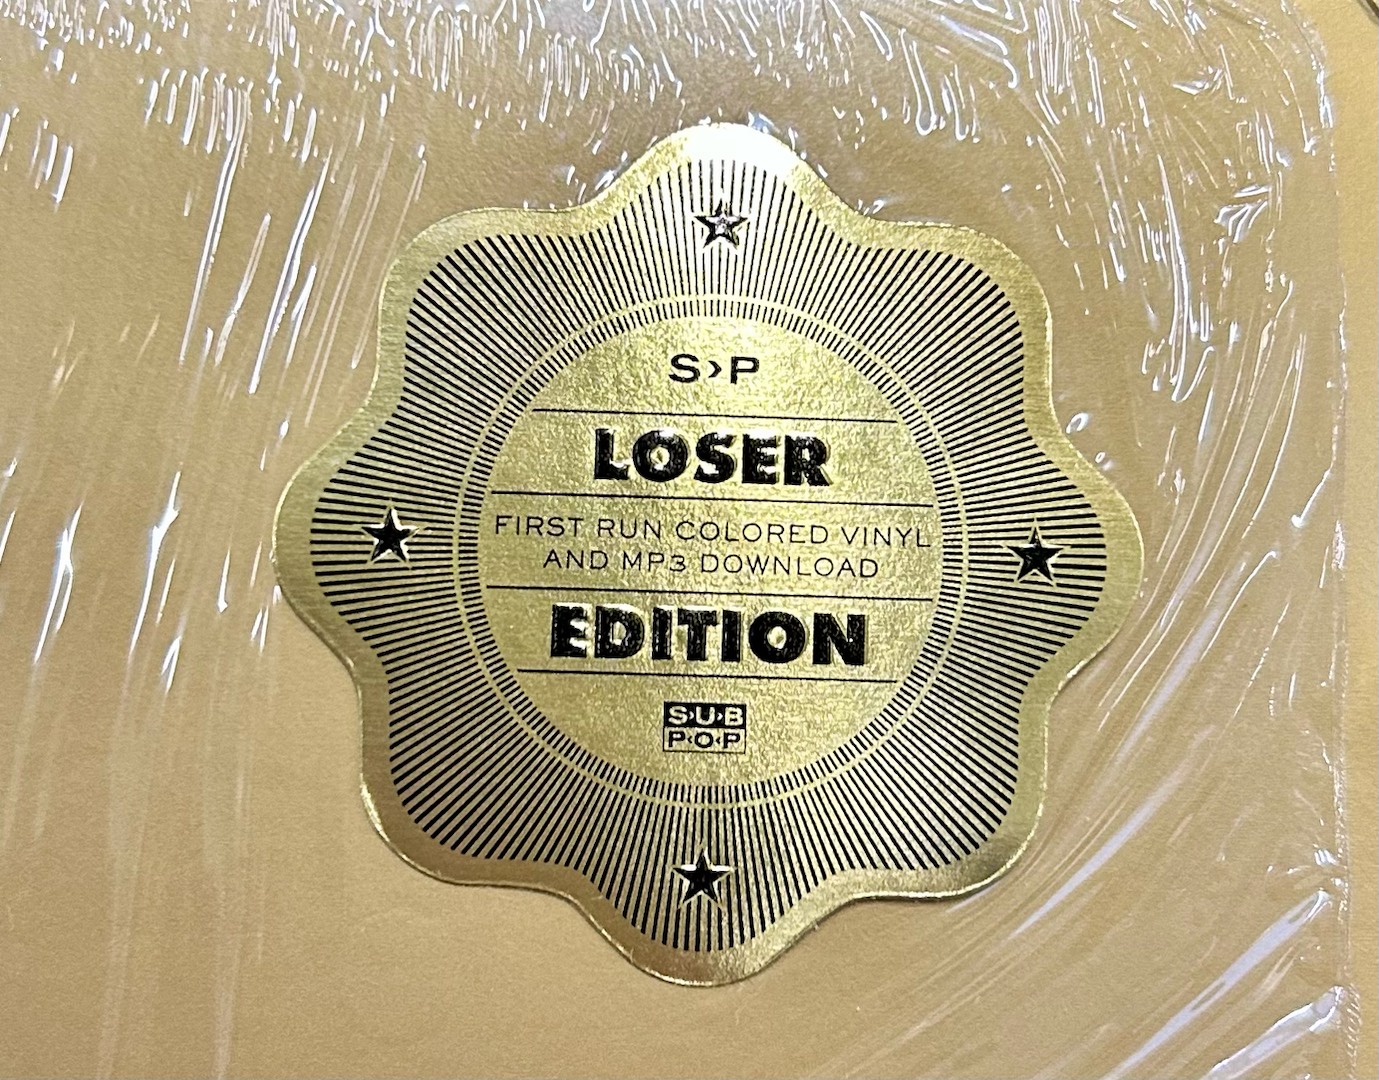 S›P
LOSER
FIRST RUN COLORED VINYL
AND MP3 DOWNLOAD
EDITION
S›U›B
P‹O‹P